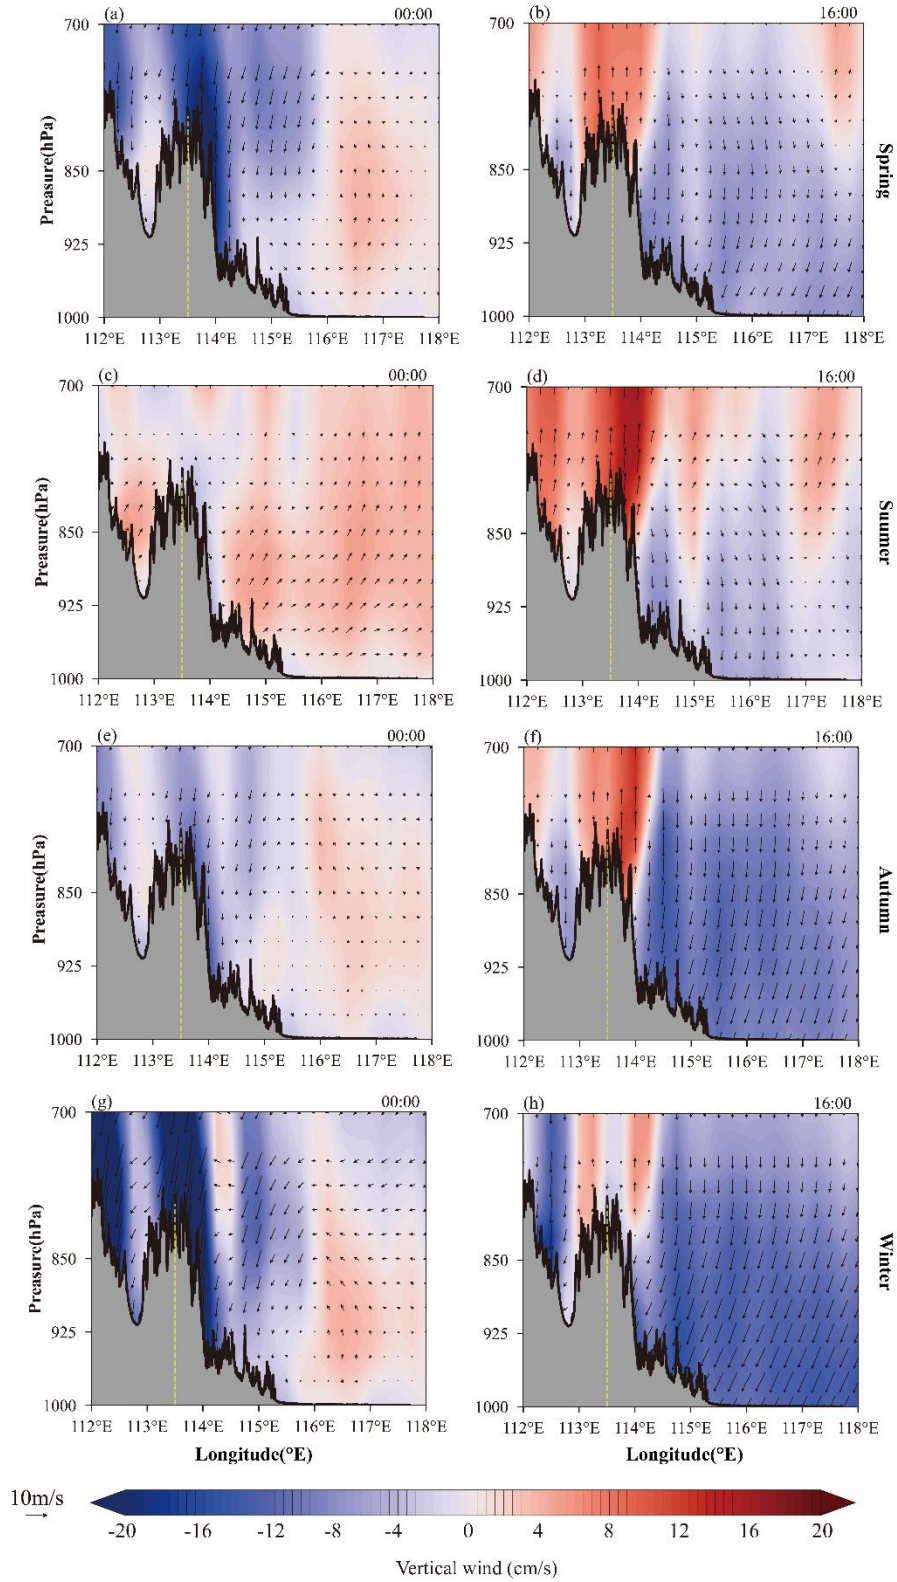 (a) 00:00
700
850
925
1000
Preasure(hPa)
112°E 113°E 114°E 115°E 116°E 117°E 118°E
(b) 16:00
700
850
925
1000
112°E 113°E 114°E 115°E 116°E 117°E 118°E
Spring
(c) 00:00
700
850
925
1000
Preasure(hPa)
112°E 113°E 114°E 115°E 116°E 117°E 118°E
(d) 16:00
700
850
925
1000
112°E 113°E 114°E 115°E 116°E 117°E 118°E
Suumer
(e) 00:00
700
850
925
1000
Preasure(hPa)
112°E 113°E 114°E 115°E 116°E 117°E 118°E
(f) 16:00
700
850
925
1000
112°E 113°E 114°E 115°E 116°E 117°E 118°E
Autumn
(g) 00:00
700
850
925
1000
Preasure(hPa)
112°E 113°E 114°E 115°E 116°E 117°E 118°E
Longitude(°E)
(h) 16:00
700
850
925
1000
112°E 113°E 114°E 115°E 116°E 117°E 118°E
Longitude(°E)
Winter
10m/s
-20 -16 -12 -8 -4 0 4 8 12 16 20
Vertical wind (cm/s)